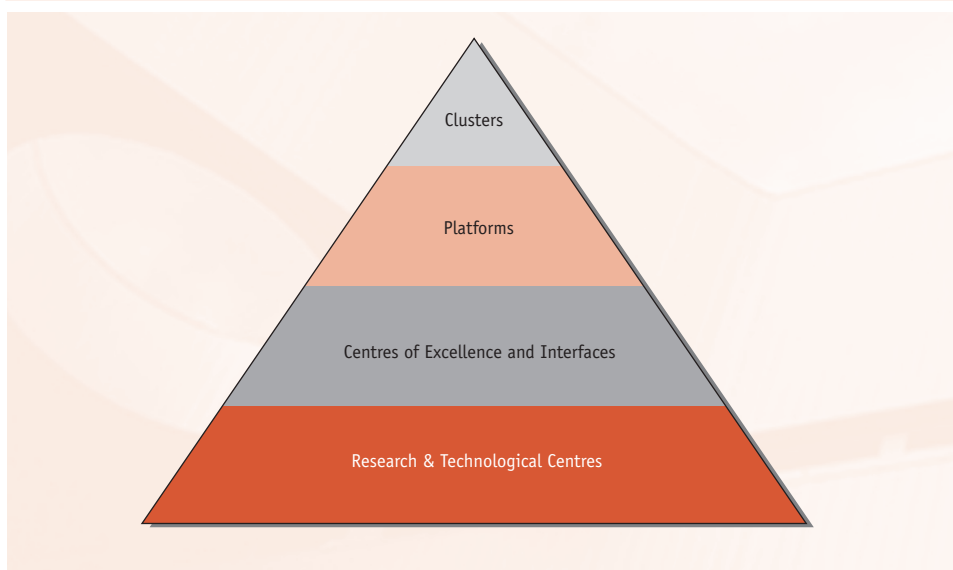 Clusters
Platforms
Centres of Excellence and Interfaces
Research & Technological Centres